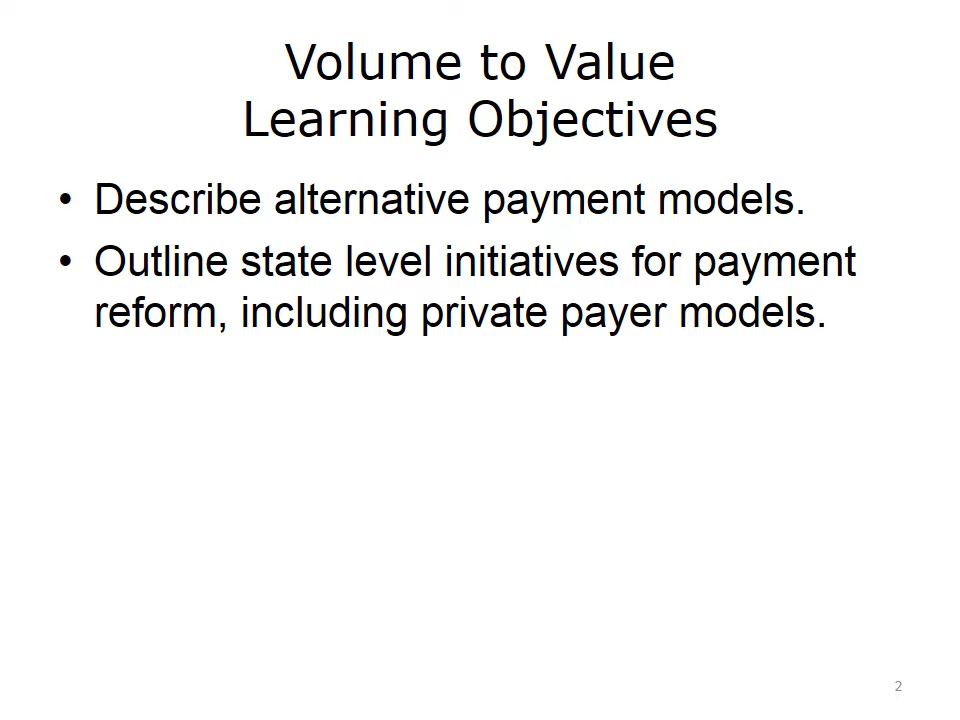 Volume to Value
Learning Objectives
• Describe alternative payment models.
• Outline state level initiatives for payment
reform, including private payer models.
2